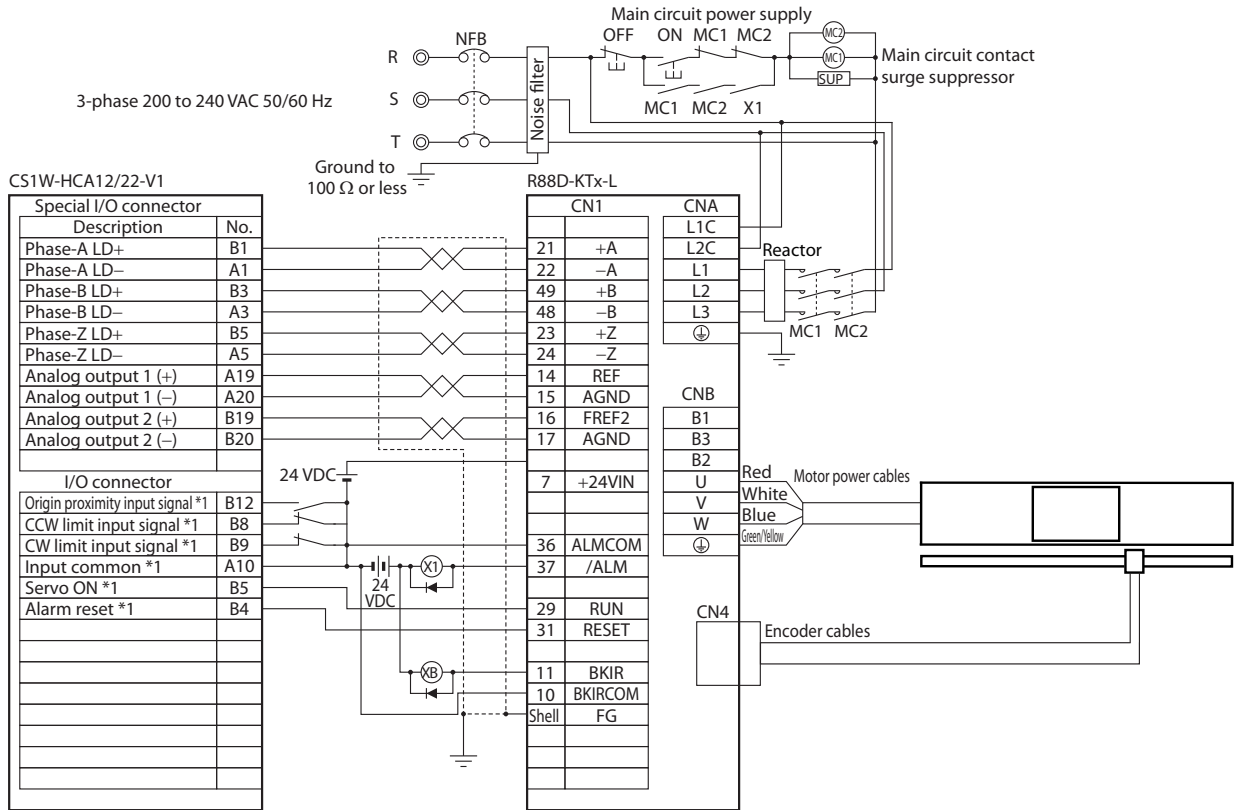 Main circuit power supply
OFF ON MC1 MC2
MC2
NFB
R
MC1
Main circuit contact
surge suppressor
SUP
Noise filter
S
3-phase 200 to 240 VAC 50/60 Hz
MC1 MC2 X1
T
Ground to
100 Ω or less
CS1W-HCA12/22-V1
Special I/O connector
Description No.
Phase-A LD+ B1
Phase-A LD− A1
Phase-B LD+ B3
Phase-B LD− A3
Phase-Z LD+ B5
Phase-Z LD− A5
Analog output 1 (+) A19
Analog output 1 (−) A20
Analog output 2 (+) B19
Analog output 2 (−) B20
I/O connector
Origin proximity input signal *1 B12
CCW limit input signal *1 B8
CW limit input signal *1 B9
Input common *1 A10
Servo ON *1 B5
Alarm reset *1 B4
24 VDC
24
VDC
X1
XB
R88D-KTx-L
CN1
21 +A
22 −A
49 +B
48 −B
23 +Z
24 −Z
14 REF
15 AGND
16 FREF2
17 AGND
7 +24VIN
36 ALMCOM
37 /ALM
29 RUN
31 RESET
11 BKIR
10 BKIRCOM
Shell FG
CNA
L1C
L2C
L1
L2
L3
Reactor
MC1 MC2
CNB
B1
B3
B2
U
V
W
Red
White
Blue
Green/Yellow
Motor power cables
CN4
Encoder cables